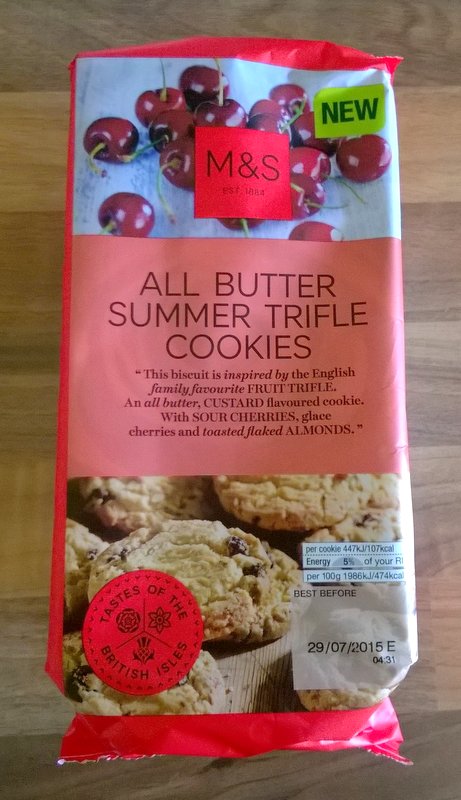 NEW
M&S
EST. 1884
ALL BUTTER
SUMMER TRIFLE
COOKIES
“ This biscuit is inspired by the English
family favourite FRUIT TRIFLE.
An all butter, CUSTARD flavoured cookie.
With SOUR CHERRIES, glace
cherries and toasted flaked ALMONDS. ”
per cookie 447kJ/107kcal
Energy 5% of your RI
per 100g 1986kJ/474kcal
BEST BEFORE
29/07/2015 E
04:31
TASTES OF THE
BRITISH ISLES